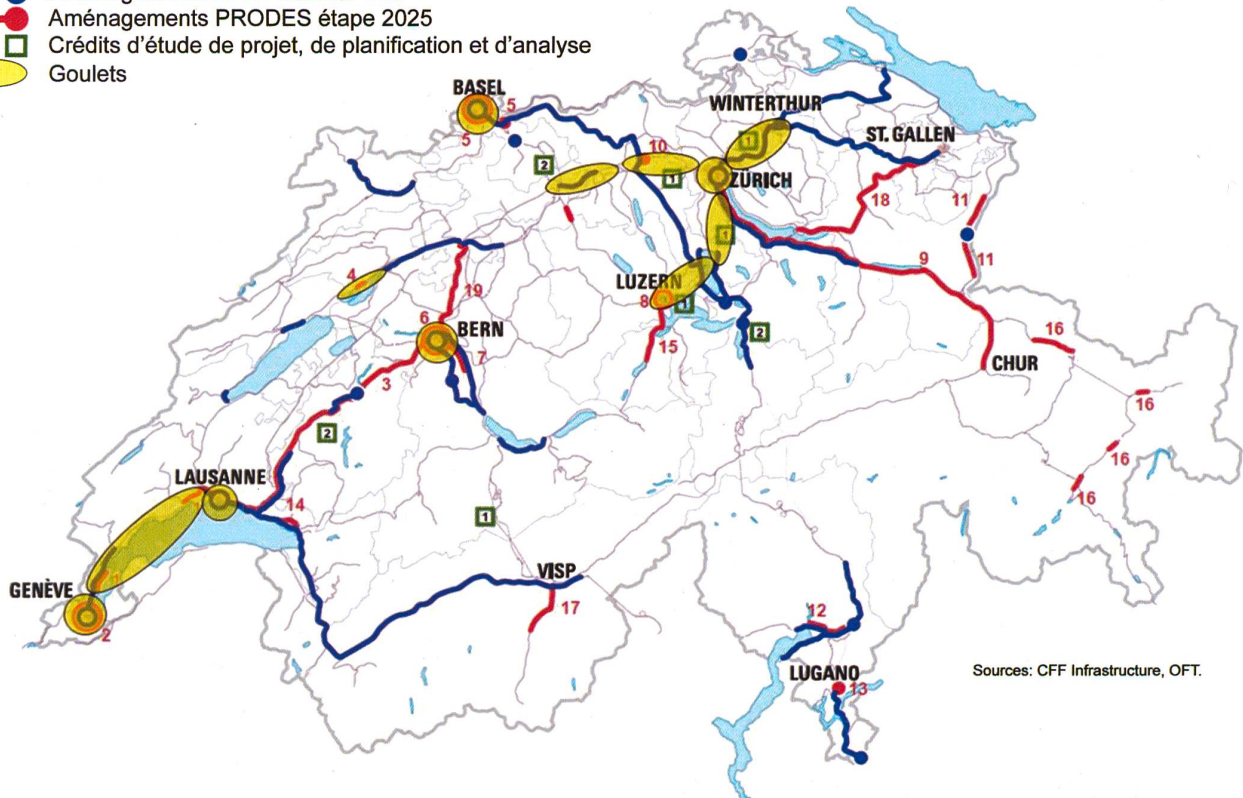 Aménagements PRODES étape 2025
Crédits d'étude de projet, de planification et d'analyse
Goulets
BASEL
5
5
WINTERTHUR
ST. GALLEN
10
2
1
1
ZÜRICH
18
11
1
11
9
4
LUZERN
8
1
19
6
BERN
7
15
2
16
CHUR
3
16
2
16
16
LAUSANNE
14
1
GENÈVE
2
VISP
17
12
LUGANO
13
Sources: CFF Infrastructure, OFT.